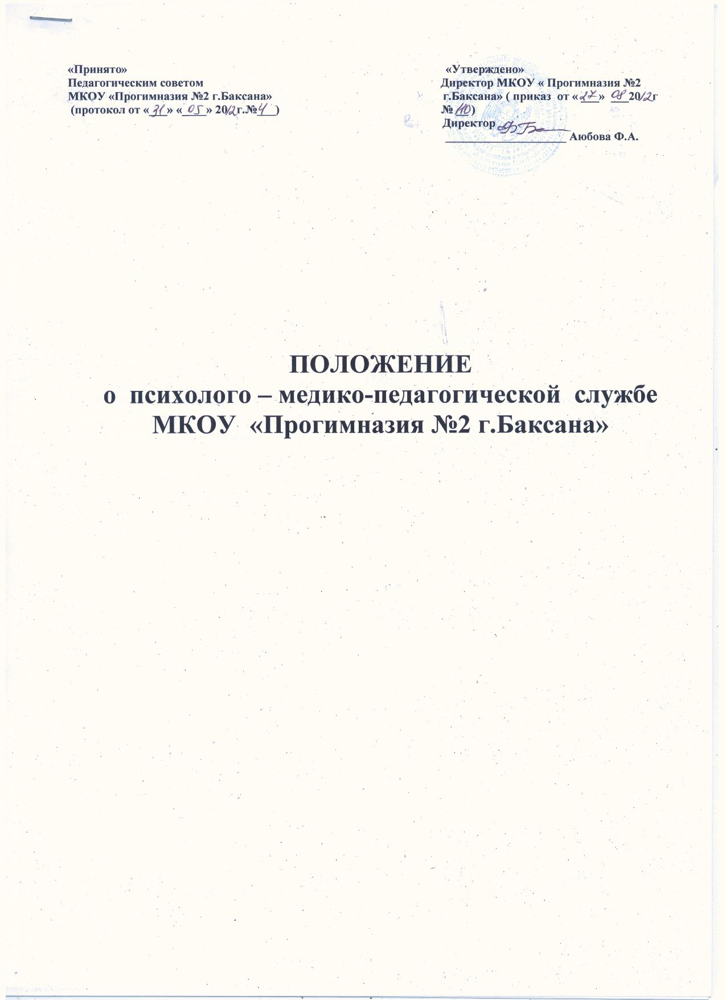 «Принято»
Педагогическим советом
МКОУ «Прогимназия №2 г.Баксана»
(протокол от «31» «05» 2012г.№4)
«Утверждено»
Директор МКОУ « Прогимназия №2
г.Баксана» ( приказ от «27» 08 2012г
№ 110)
Директор
Аюбова Ф.А.
ПОЛОЖЕНИЕ
о психолого – медико-педагогической службе
МКОУ «Прогимназия №2 г.Баксана»